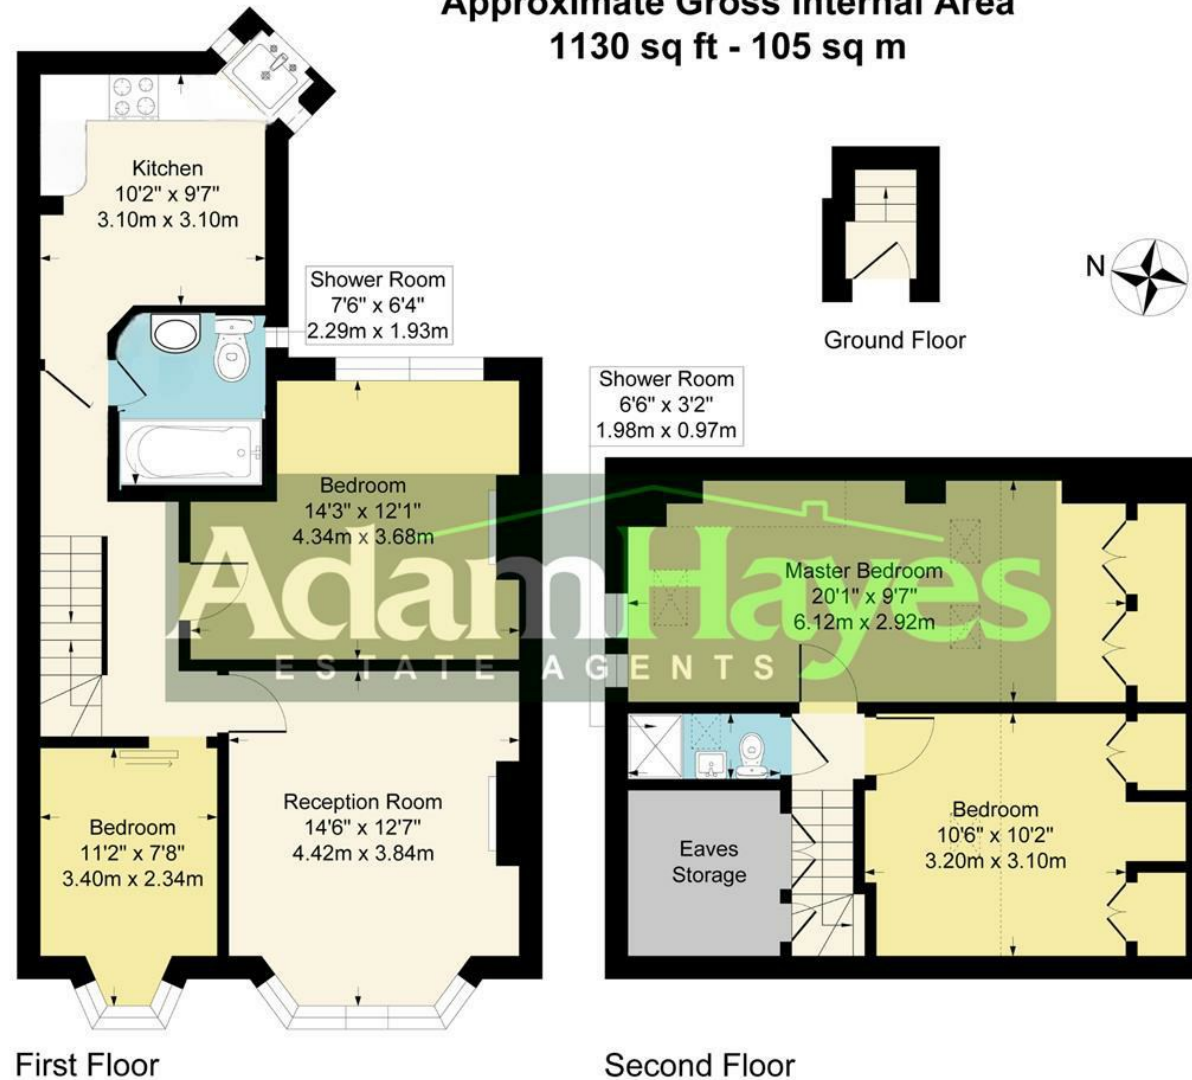 Approximate Gross Internal Area
1130 sq ft - 105 sq m
Kitchen
10'2" x 9'7"
3.10m x 3.10m
Shower Room
7'6" x 6'4"
2.29m x 1.93m
Ground Floor
N
Shower Room
6'6" x 3'2"
1.98m x 0.97m
Bedroom
14'3" x 12'1"
4.34m x 3.68m
Master Bedroom
20'1" x 9'7"
6.12m x 2.92m
AdamHayes
ESTATE AGENTS
Reception Room
14'6" x 12'7"
4.42m x 3.84m
Bedroom
11'2" x 7'8"
3.40m x 2.34m
Eaves
Storage
Bedroom
10'6" x 10'2"
3.20m x 3.10m
First Floor
Second Floor